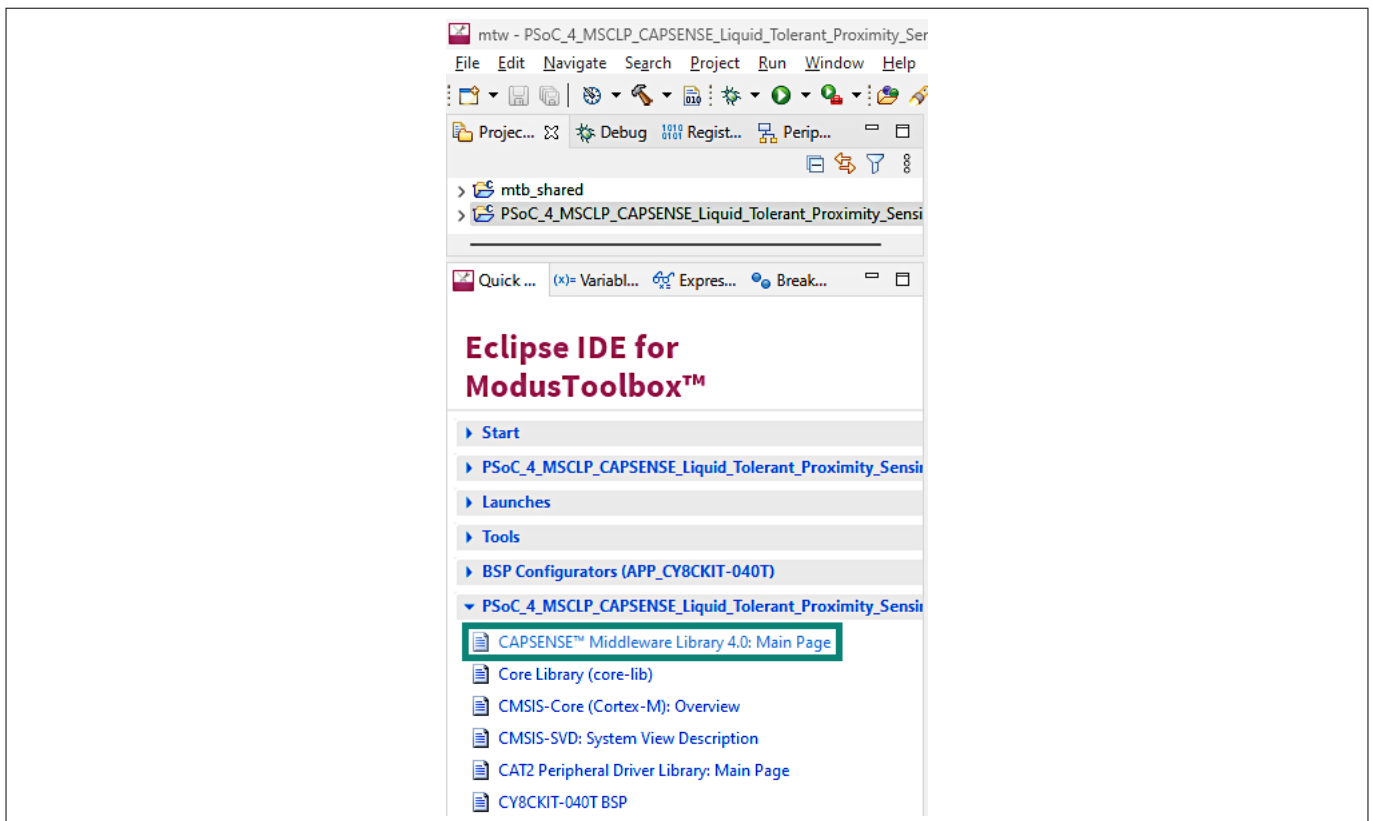 mtw - PSoC_4_MSCLP_CAPSENSE_Liquid_Tolerant_Proximity_Ser
File Edit Navigate Search Project Run Window Help
Projec... Debug Regist... Perip...
mtb_shared
PSoC_4_MSCLP_CAPSENSE_Liquid_Tolerant_Proximity_Sensi
Quick ... (x)= Variabl... Expres... Break...
Eclipse IDE for
ModusToolbox™
Start
PSoC_4_MSCLP_CAPSENSE_Liquid_Tolerant_Proximity_Sensin
Launches
Tools
BSP Configurators (APP_CY8CKIT-040T)
PSoC_4_MSCLP_CAPSENSE_Liquid_Tolerant_Proximity_Sensin
CAPSENSE™ Middleware Library 4.0: Main Page
Core Library (core-lib)
CMSIS-Core (Cortex-M): Overview
CMSIS-SVD: System View Description
CAT2 Peripheral Driver Library: Main Page
CY8CKIT-040T BSP